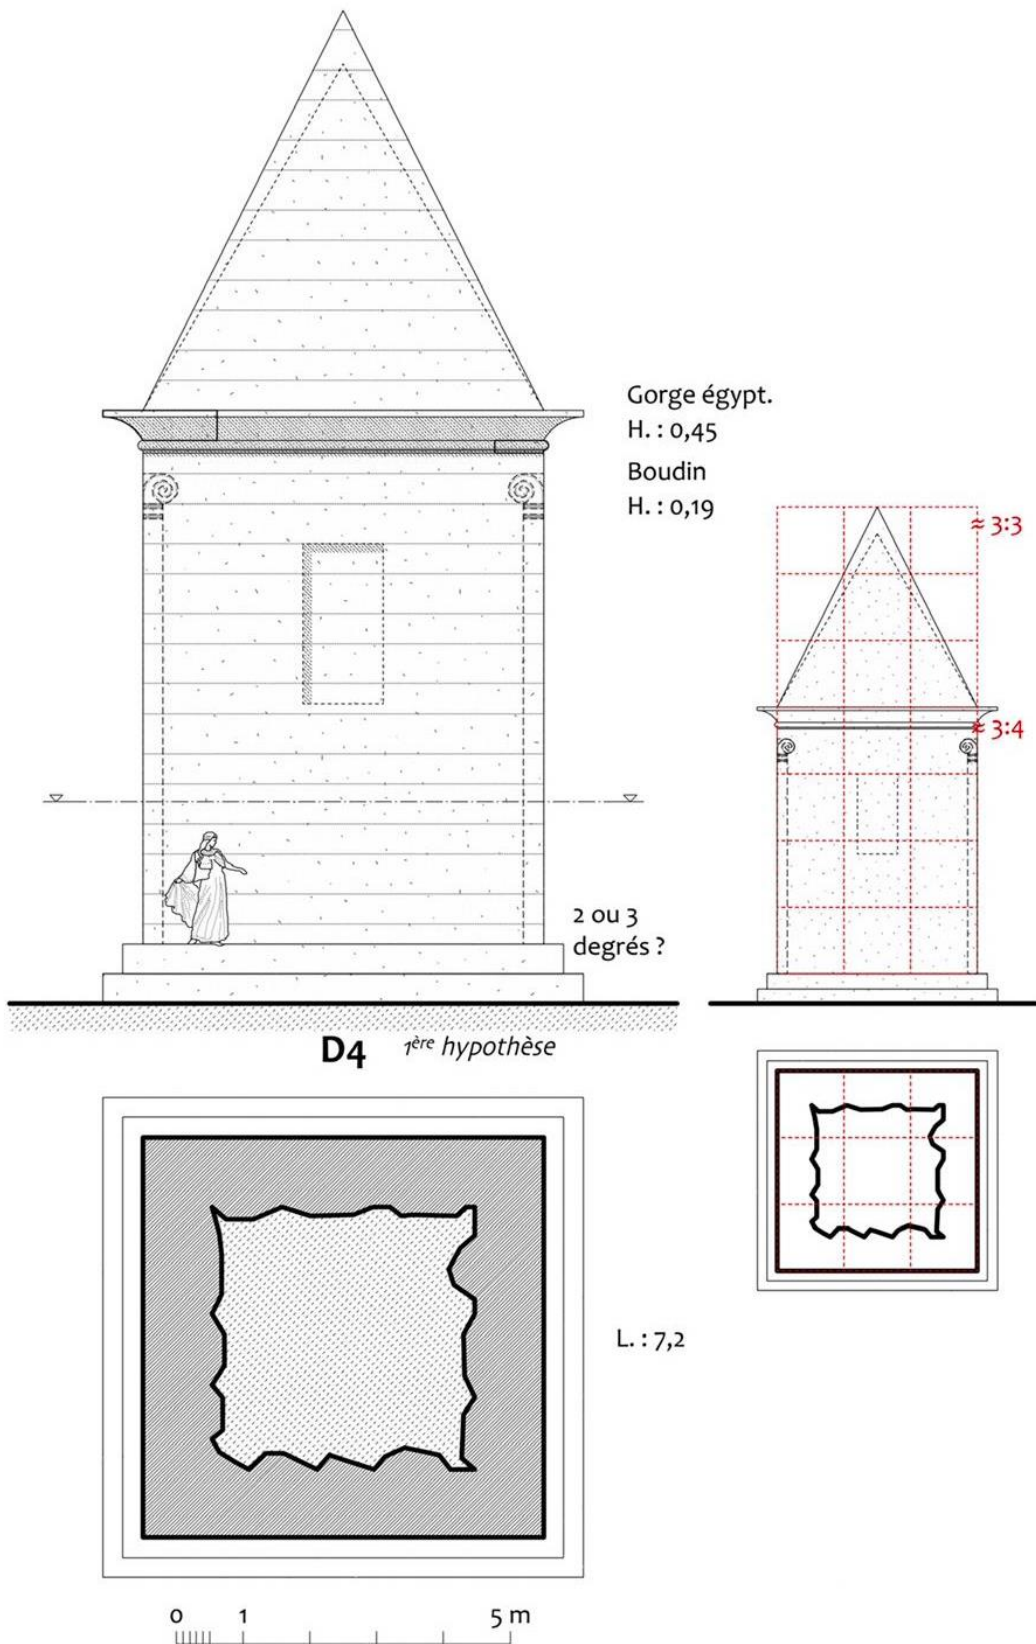 Gorge égypt.
H. : 0,45
Boudin
H. : 0,19
≈ 3:3
≈ 3:4
2 ou 3
degrés ?
D4 1ère hypothèse
L. : 7,2
0 1 5 m